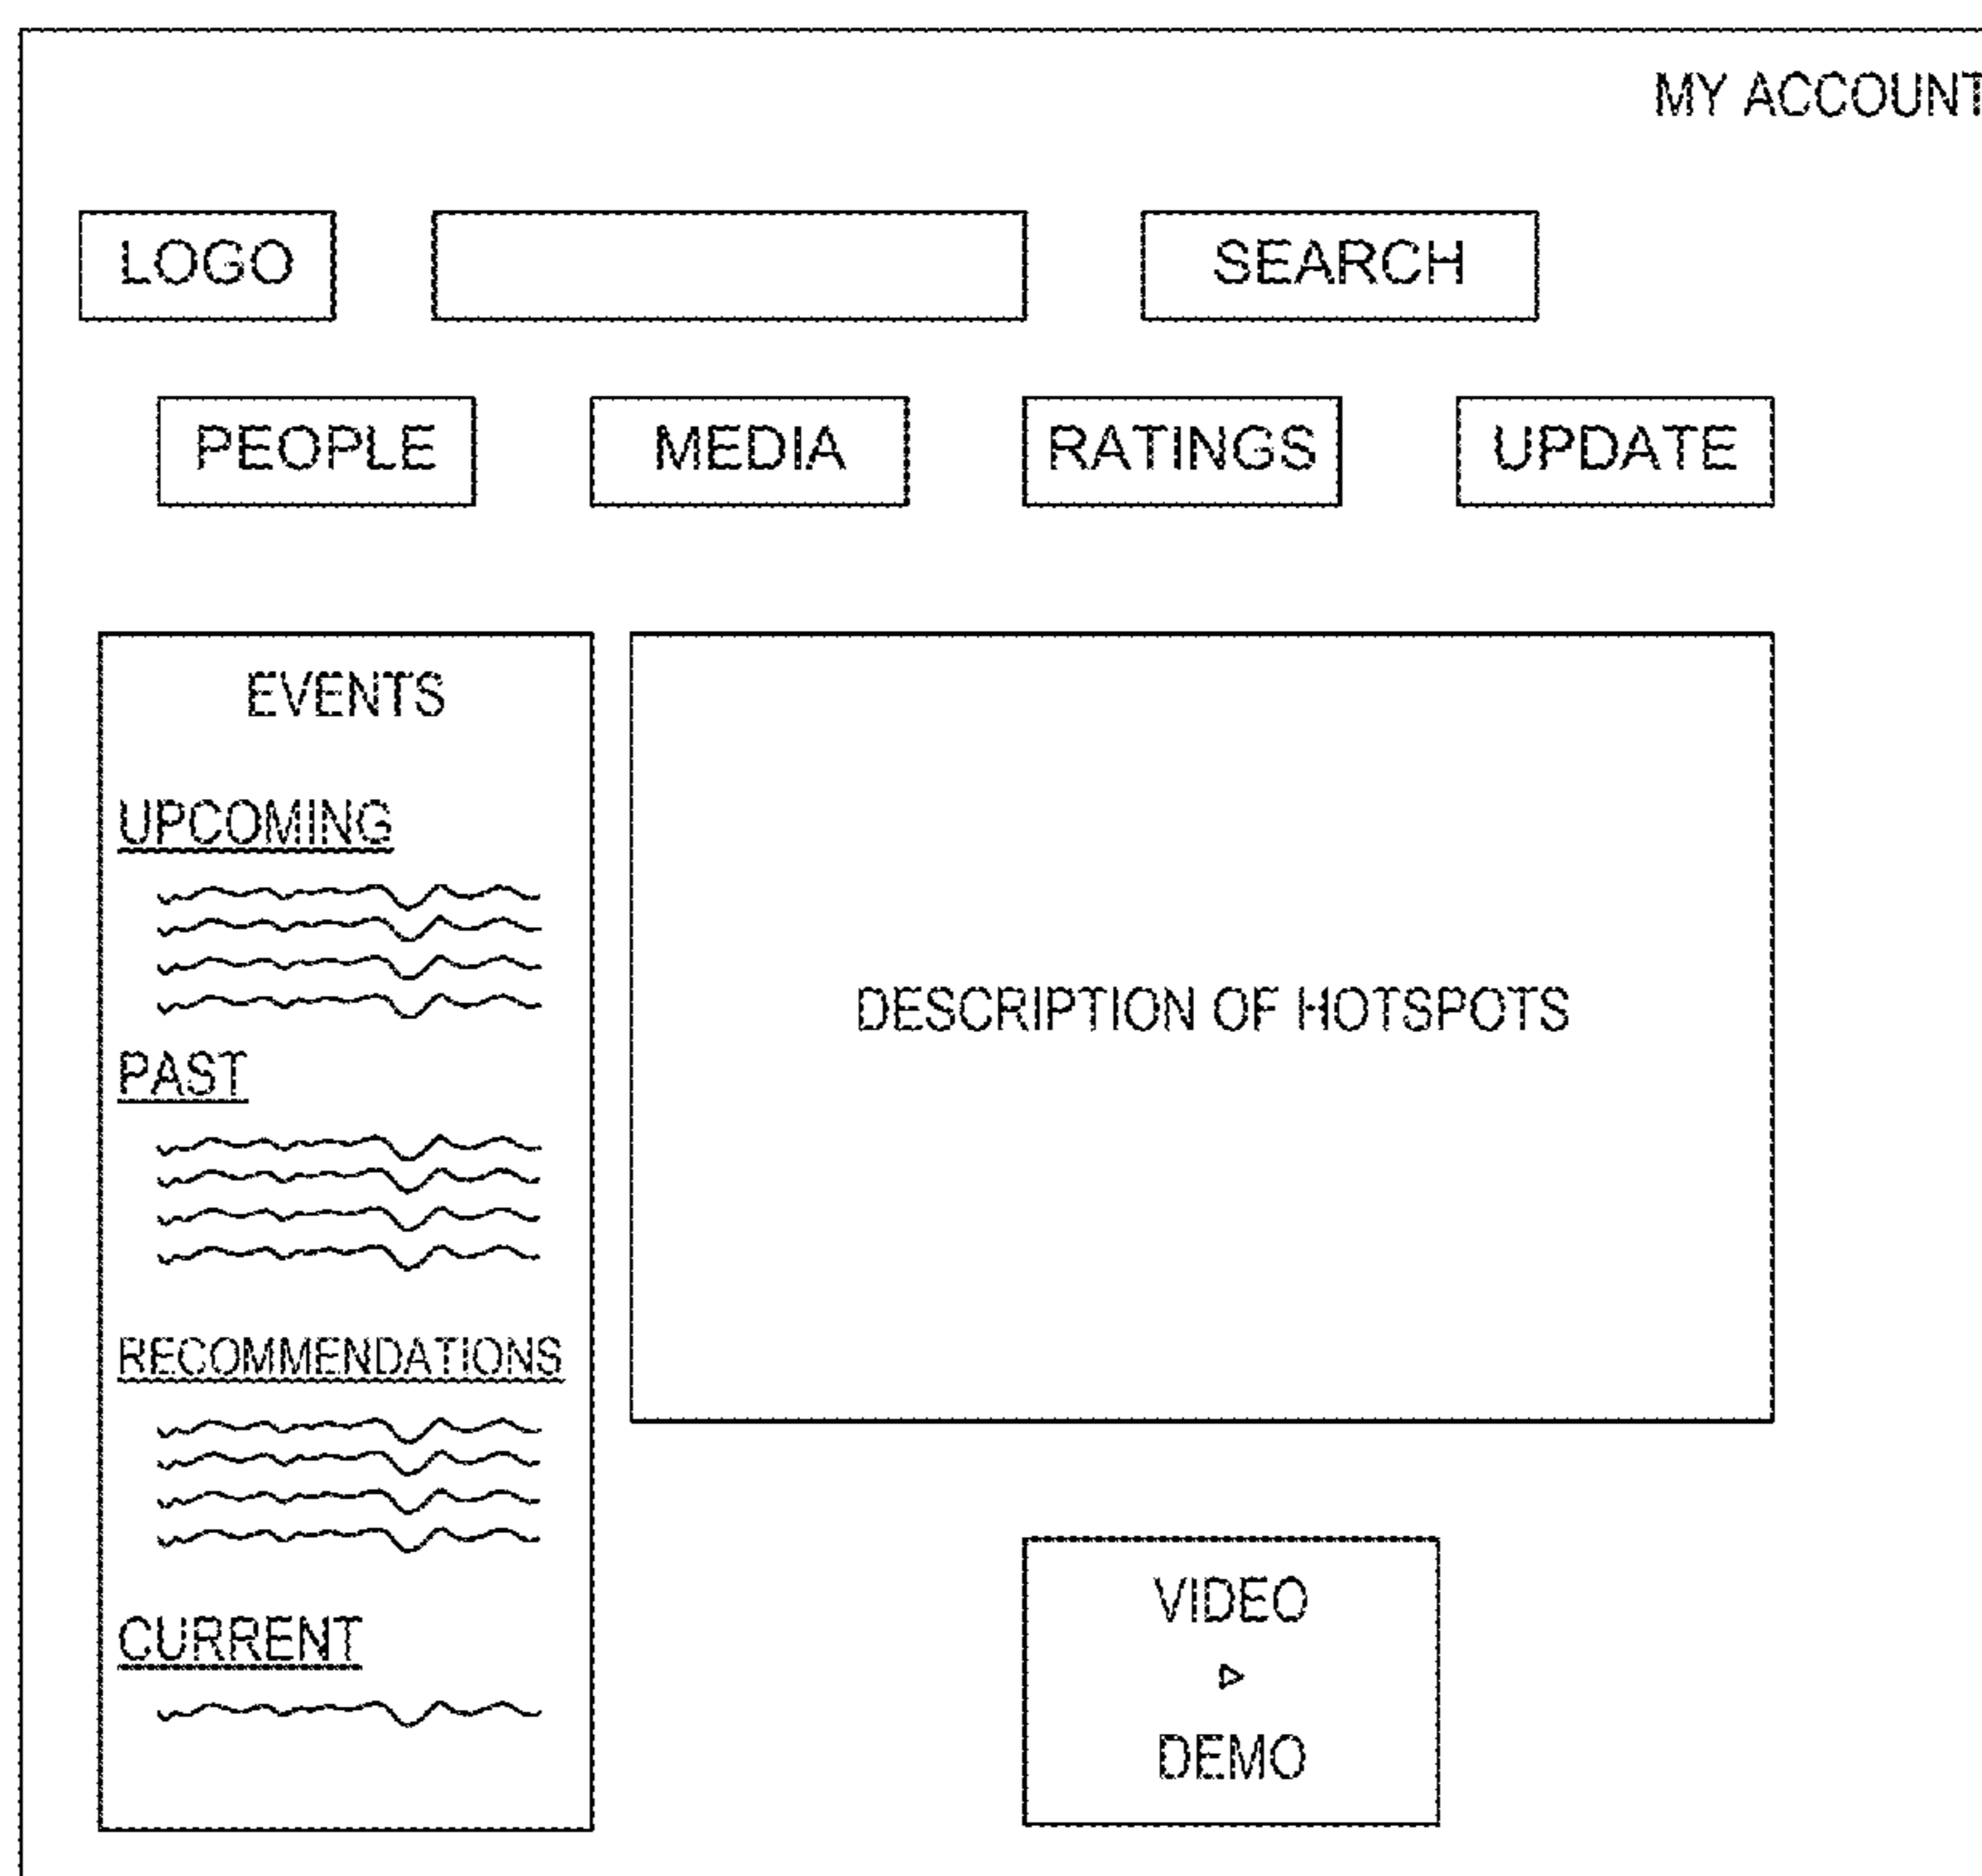 MY ACCOUNT
LOGO
SEARCH
PEOPLE
MEDIA
RATINGS
UPDATE
EVENTS
UPCOMING
PAST
RECOMMENDATIONS
CURRENT
DESCRIPTION OF HOTSPOTS
VIDEO
DEMO